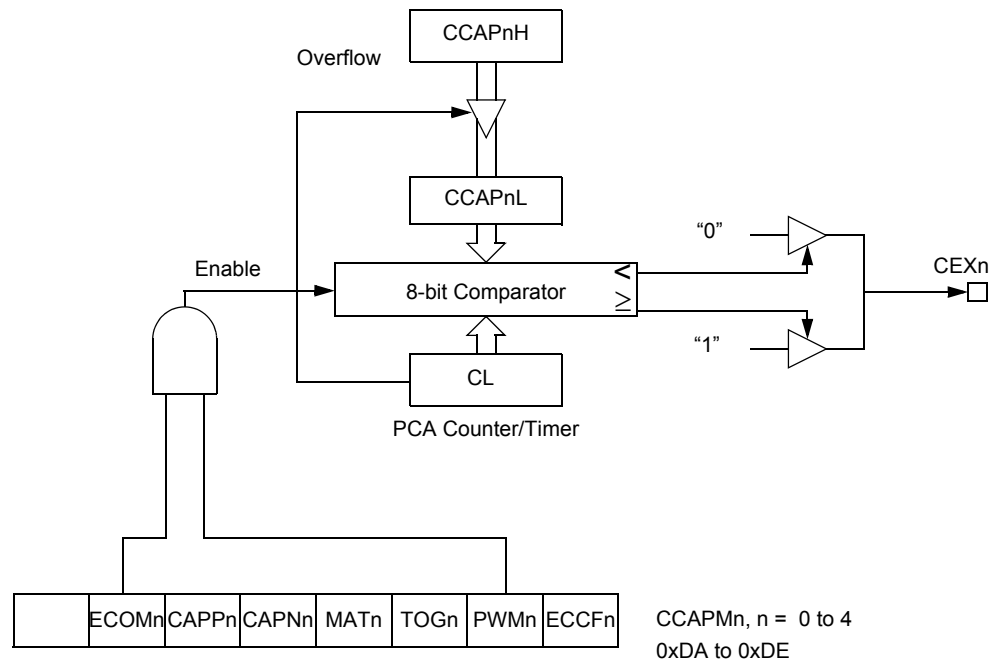 CCAPnH
Overflow
CCAPnL
“0”
Enable
<
CEXn
8-bit Comparator
≥
“1”
CL
PCA Counter/Timer
ECOMn CAPPn CAPNn MATn TOGn PWMn ECCFn
CCAPMn, n = 0 to 4
0xDA to 0xDE